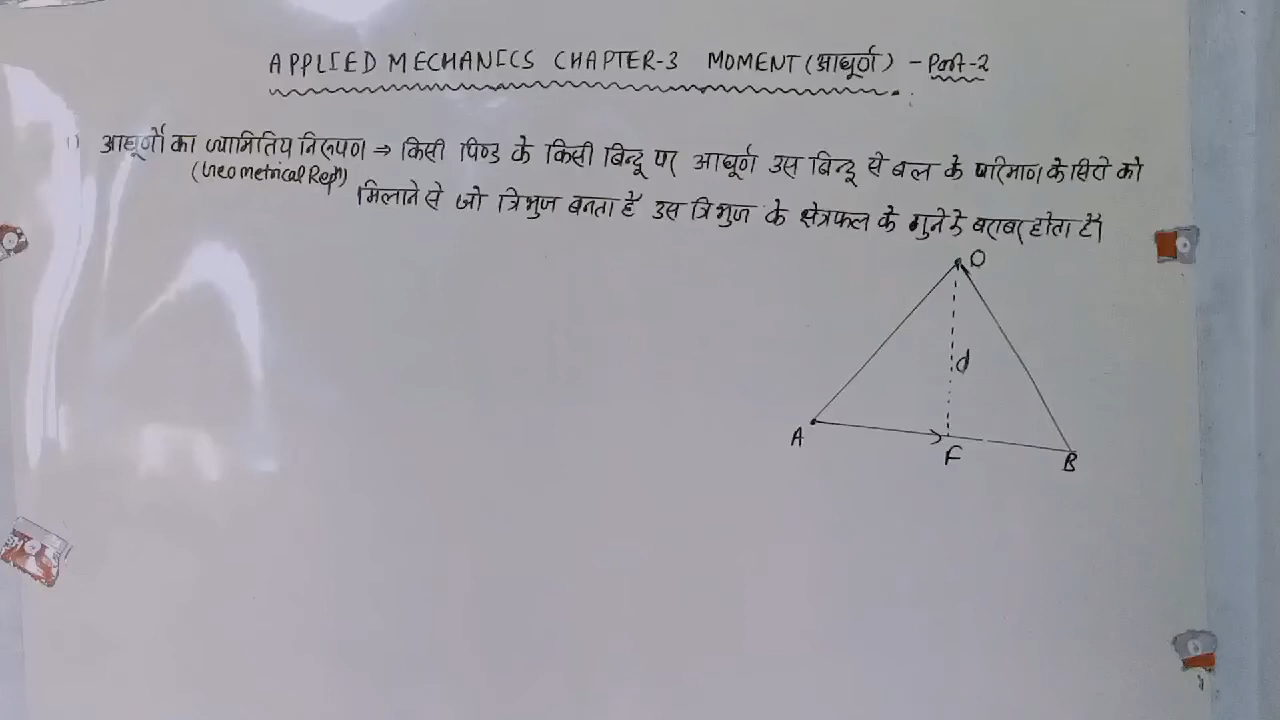 APPLIED MECHANICS CHAPTER-3 MOMENT (आघूर्ण) - Part-2
1) आघूर्णों का ज्यामितिय निरूपण → किसी पिण्ड के किसी बिन्दू पर आघूर्ण उस बिन्दू से बल के परिमाण के सिरो को
(Geometrical Repn)
मिलाने से जो त्रिभुज बनता है उस त्रिभुज के क्षेत्रफल के गुने के बराबर होता है।
O
d
A
F
B